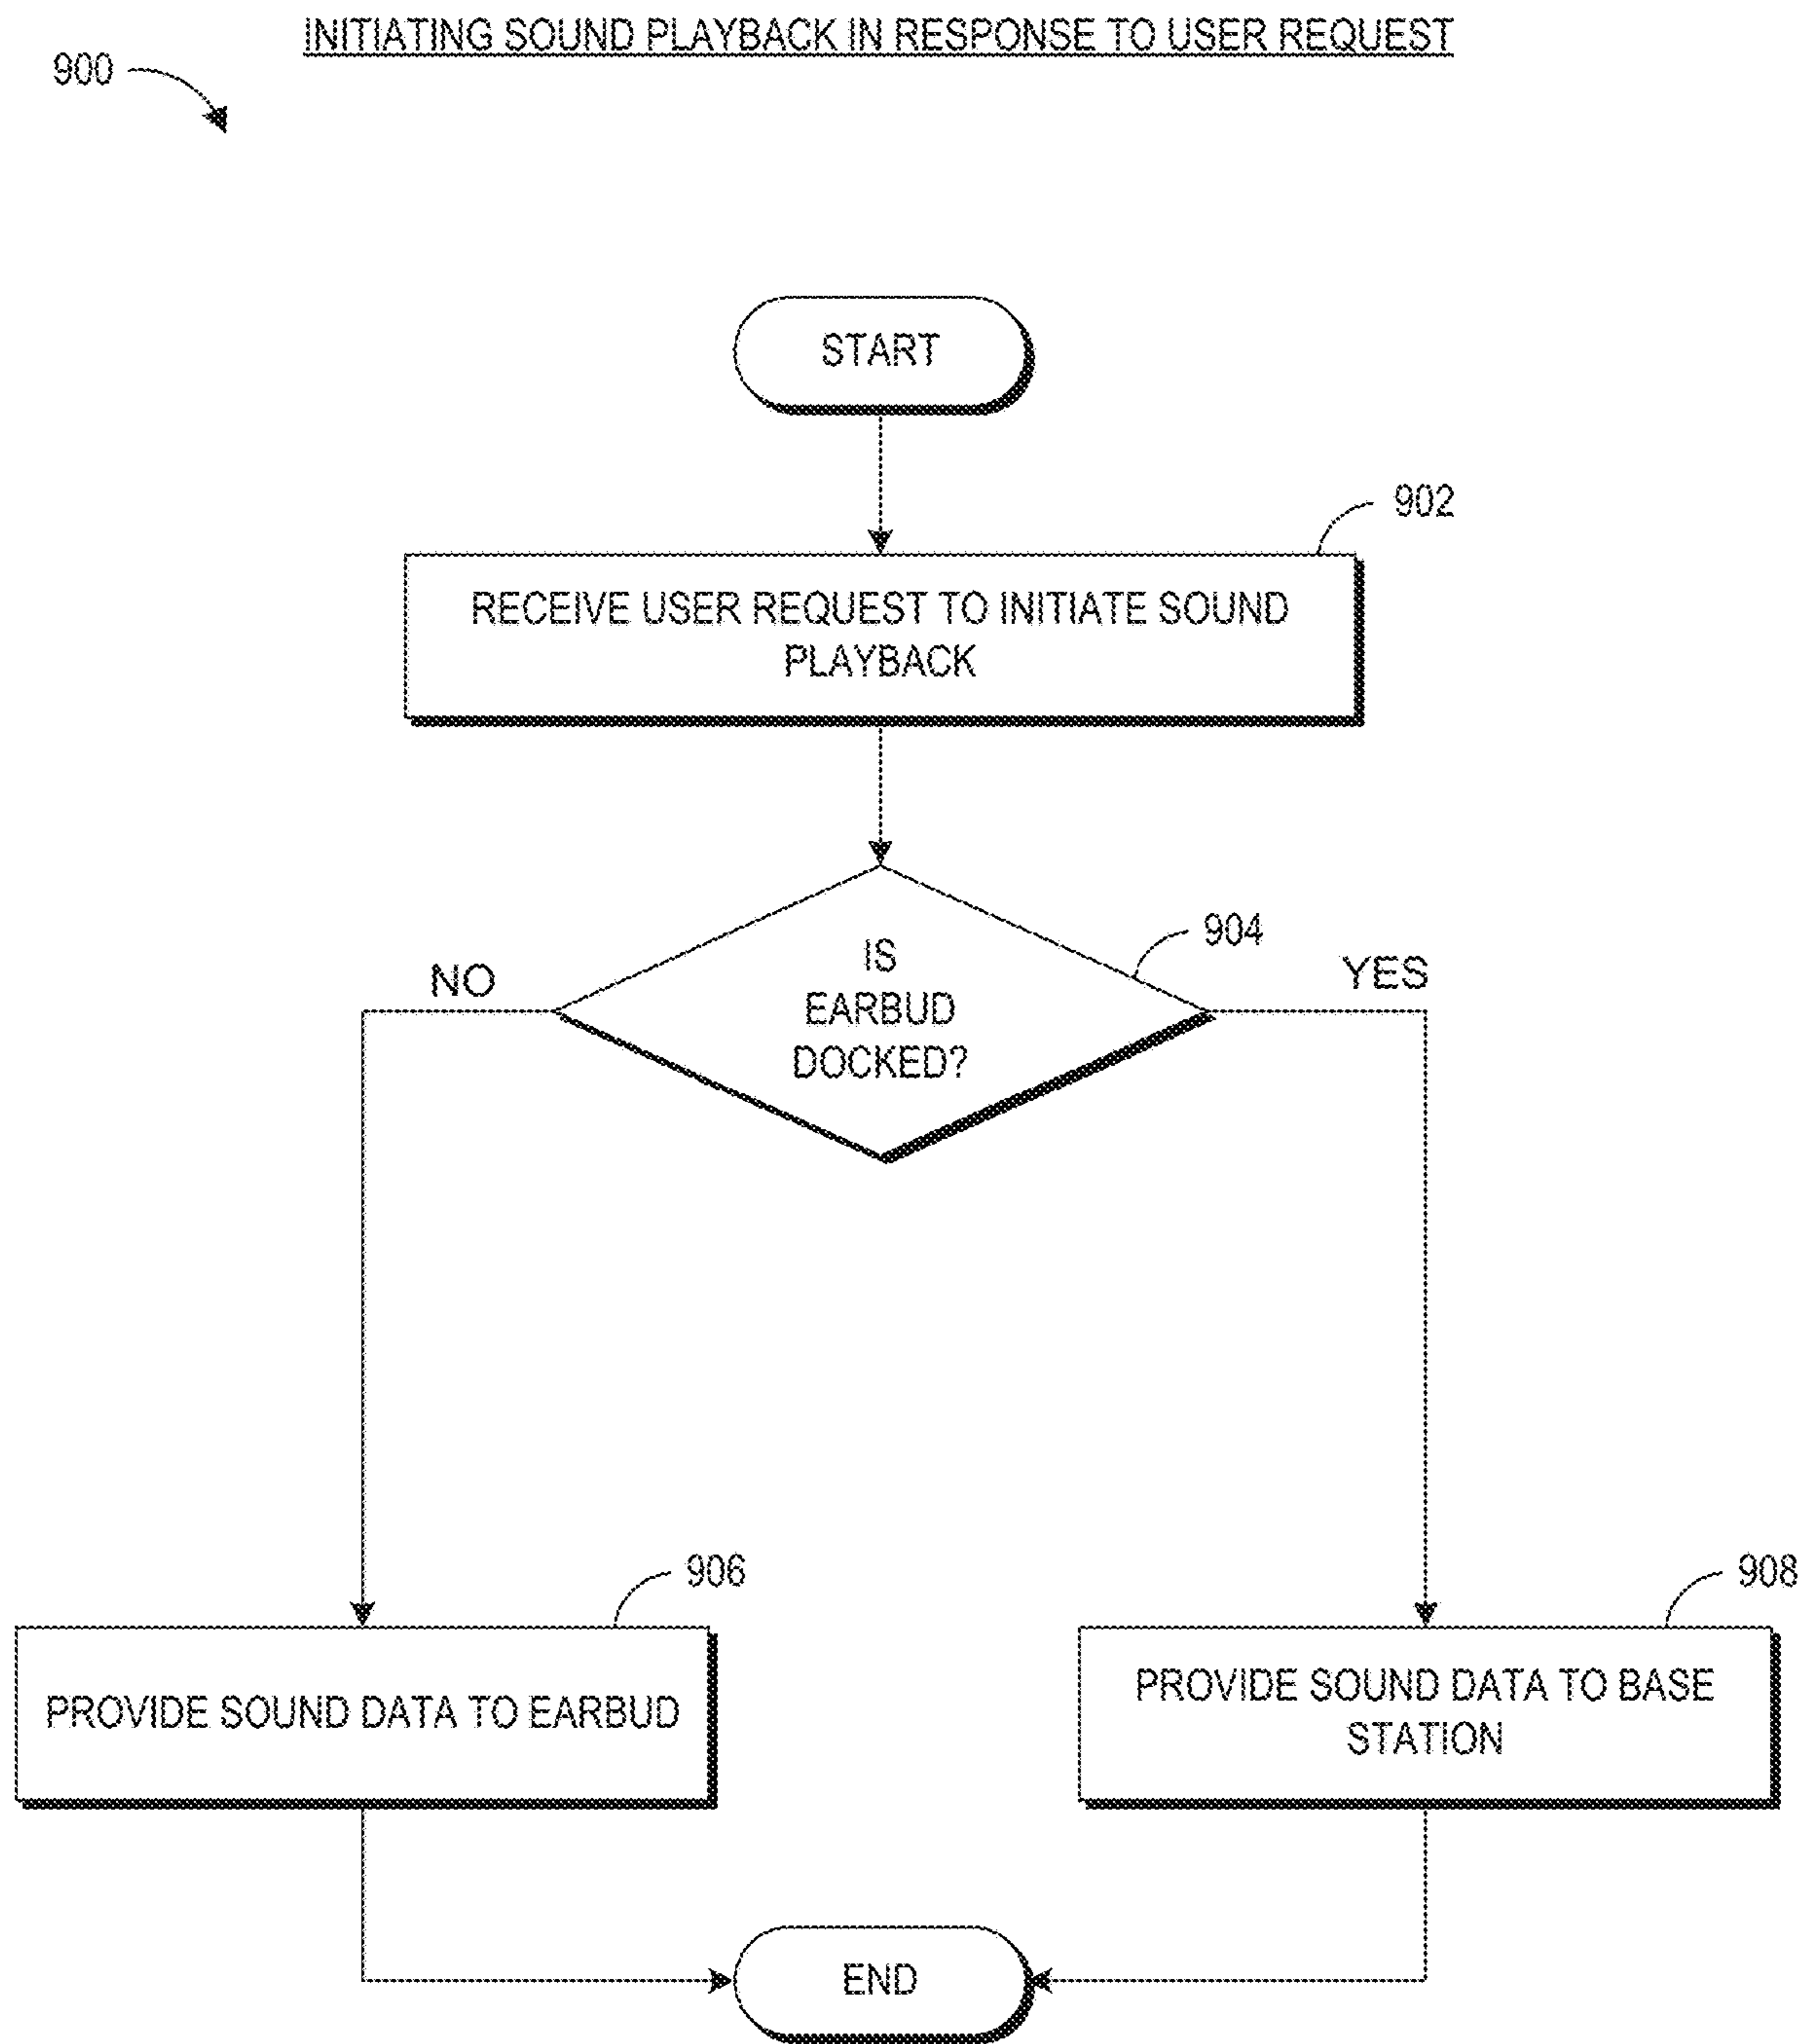 INITIATING SOUND PLAYBACK IN RESPONSE TO USER REQUEST
900
START
902
RECEIVE USER REQUEST TO INITIATE SOUND
PLAYBACK
904
IS
EARBUD
DOCKED?
NO
YES
906
PROVIDE SOUND DATA TO EARBUD
908
PROVIDE SOUND DATA TO BASE
STATION
END